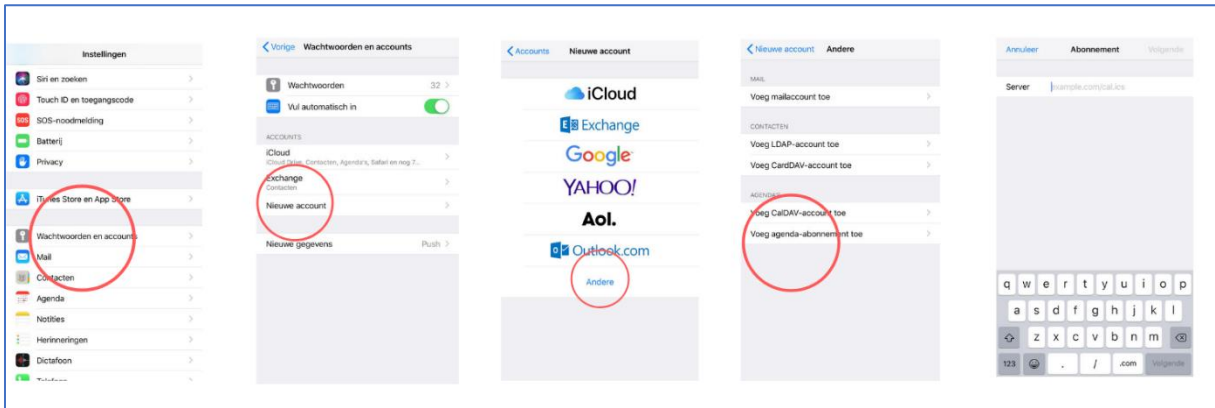 Instellingen
Siri en zoeken
Touch ID en toegangscode
SOS
SOS-noodmelding
Batterij
Privacy
iTunes Store en App Store
Wachtwoorden en accounts
Mail
Contacten
Agenda
Notities
Herinneringen
Dictafoon
Telefoon
Vorige Wachtwoorden en accounts
Wachtwoorden 32
Vul automatisch in
ACCOUNTS
iCloud
iCloud Drive, Contacten, Agenda's, Safari en nog 7...
Exchange
Contacten
Nieuwe account
Nieuwe gegevens Push
Accounts Nieuwe account
iCloud
Exchange
Google
YAHOO!
Aol.
Outlook.com
Andere
Nieuwe account Andere
MAIL
Voeg mailaccount toe
CONTACTEN
Voeg LDAP-account toe
Voeg CardDAV-account toe
AGENDA'S
Voeg CalDAV-account toe
Voeg agenda-abonnement toe
Annuleer Abonnement Volgende
Server example.com/cal.ics
q w e r t y u i o p
a s d f g h j k l
z x c v b n m
123 . / .com Volgende